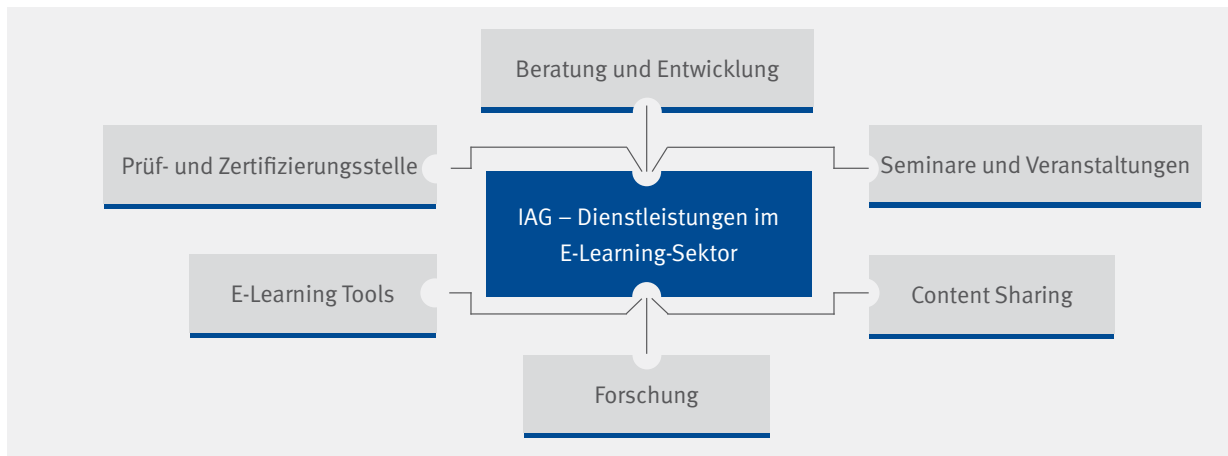 Beratung und Entwicklung
Prüf- und Zertifizierungsstelle
Seminare und Veranstaltungen
IAG – Dienstleistungen im
E-Learning-Sektor
E-Learning Tools
Content Sharing
Forschung